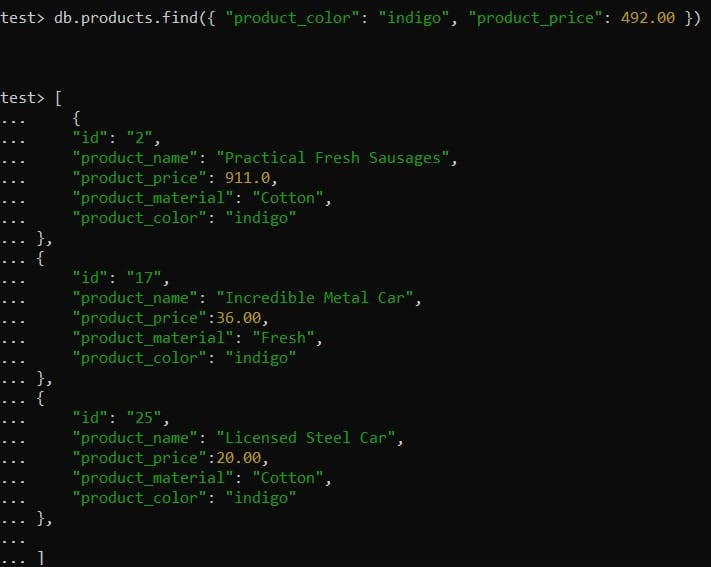 test> db.products.find({ "product_color": "indigo", "product_price": 492.00 })
test> [
...     {
...     "id": "2",
...     "product_name": "Practical Fresh Sausages",
...     "product_price": 911.0,
...     "product_material": "Cotton",
...     "product_color": "indigo"
... },
... {
...     "id": "17",
...     "product_name": "Incredible Metal Car",
...     "product_price":36.00,
...     "product_material": "Fresh",
...     "product_color": "indigo"
... },
... {
...     "id": "25",
...     "product_name": "Licensed Steel Car",
...     "product_price":20.00,
...     "product_material": "Cotton",
...     "product_color": "indigo"
... },
...
... ]